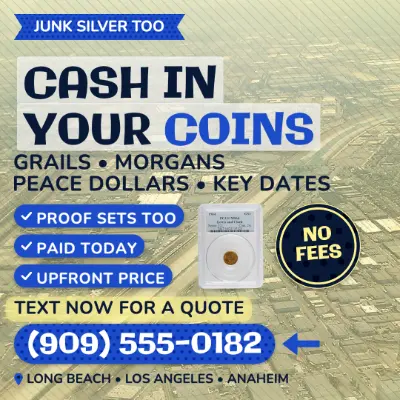 JUNK SILVER TOO
CASH IN
YOUR COINS
GRAILS • MORGANS
PEACE DOLLARS • KEY DATES
PROOF SETS TOO
PAID TODAY
UPFRONT PRICE
NO
FEES
TEXT NOW FOR A QUOTE
(909) 555-0182
LONG BEACH • LOS ANGELES • ANAHEIM